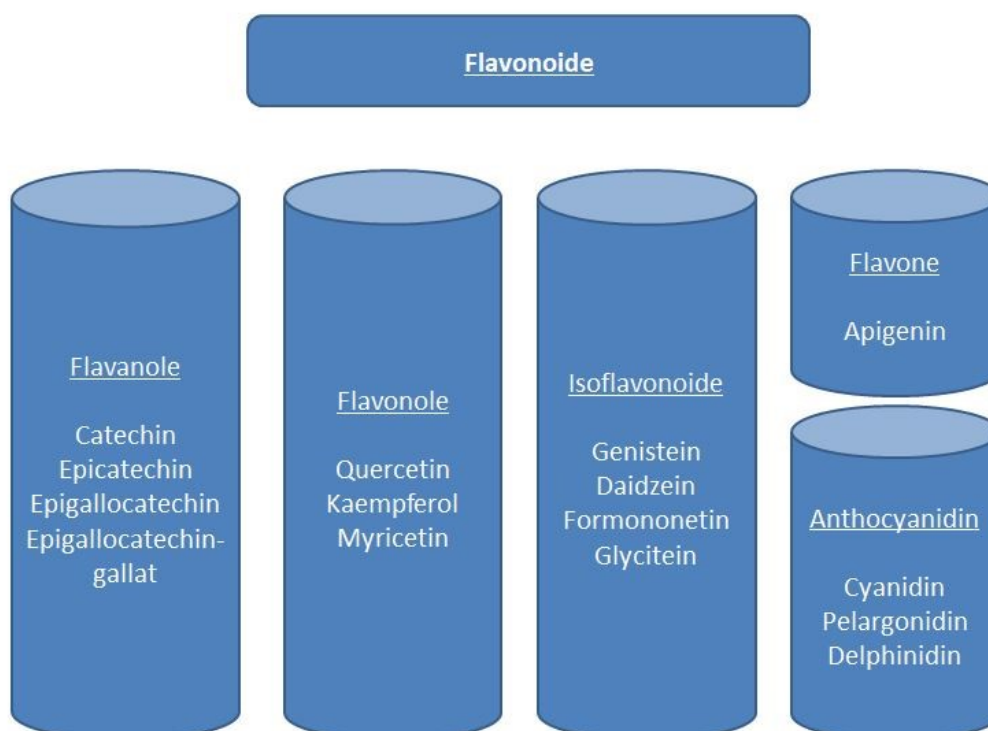 Flavonoide
Flavanole
Catechin
Epicatechin
Epigallocatechin
Epigallocatechin-
gallat
Flavonole
Quercetin
Kaempferol
Myricetin
Isoflavonoide
Genistein
Daidzein
Formononetin
Glycitein
Flavone
Apigenin
Anthocyanidin
Cyanidin
Pelargonidin
Delphinidin